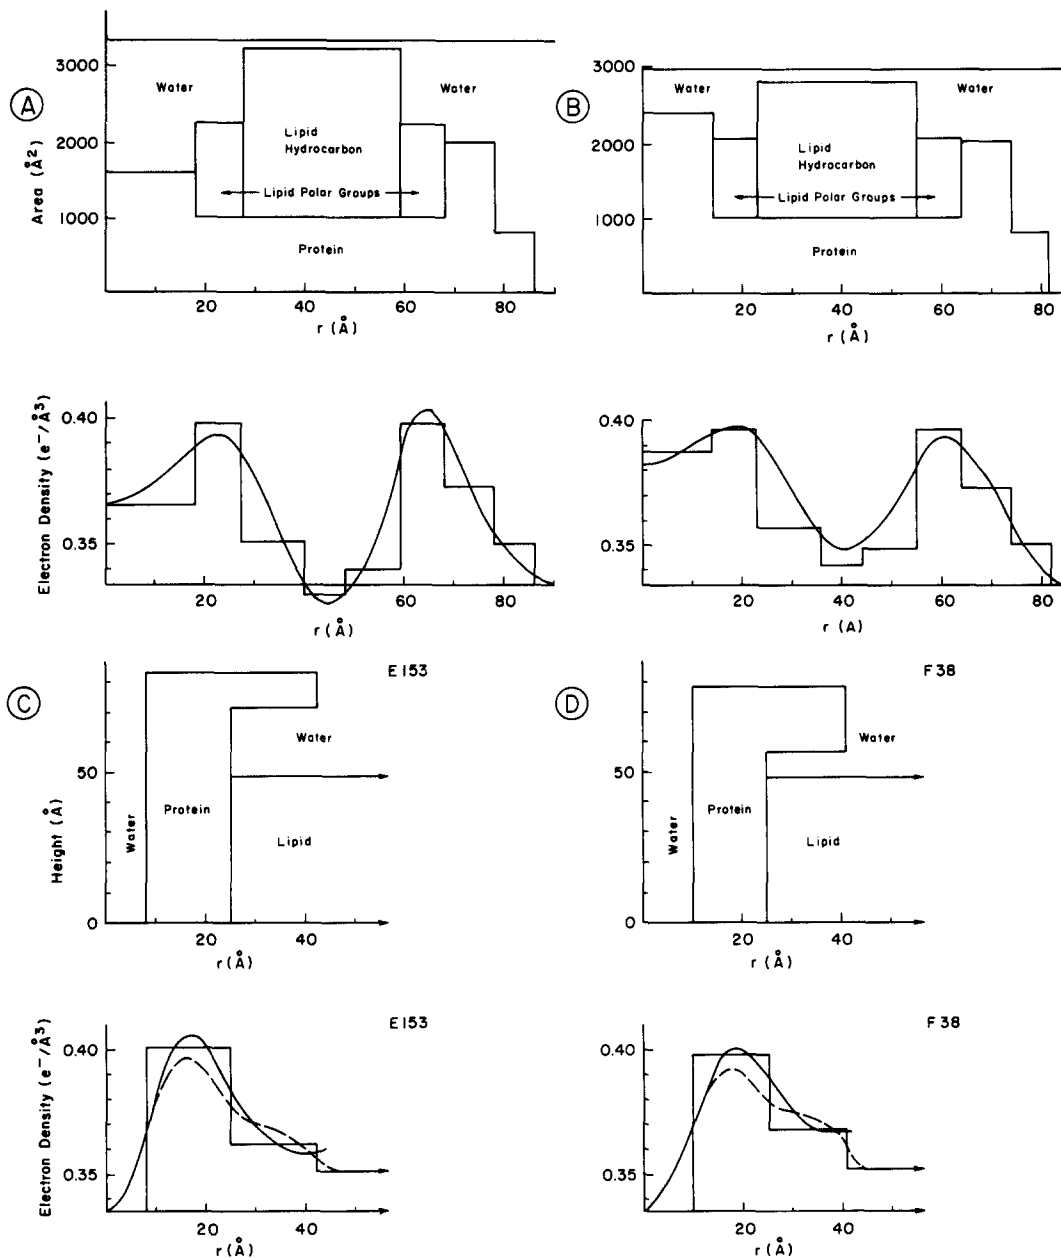 A
Area (Å²)
3000
2000
1000
Water
Water
Lipid
Hydrocarbon
Lipid Polar Groups
Protein
20
40
60
80
r (Å)
B
3000
2000
1000
Water
Water
Lipid
Hydrocarbon
Lipid Polar Groups
Protein
20
40
60
80
r (Å)
Electron Density (e⁻/Å³)
0.40
0.35
20
40
60
80
r (Å)
0.40
0.35
20
40
60
80
r (A)
C
E153
Height (Å)
50
0
Water
Protein
Water
Lipid
20
40
r (Å)
D
F38
50
0
Water
Protein
Water
Lipid
20
40
r (Å)
E153
Electron Density (e⁻/Å³)
0.40
0.35
20
40
r (Å)
F38
0.40
0.35
20
40
r (Å)